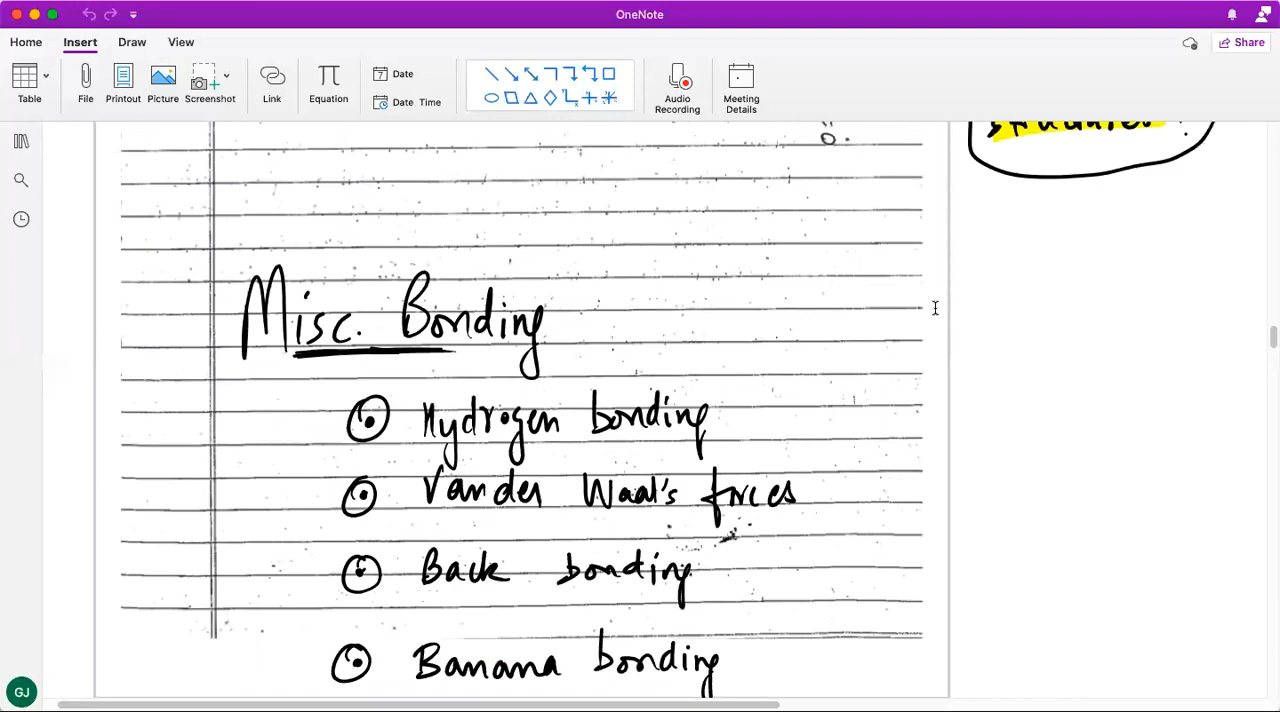 OneNote
Home Insert Draw View
Share
Table
File
Printout
Picture
Screenshot
Link
Equation
Date
Date Time
Audio Recording
Meeting Details
structures
Misc. Bonding
Hydrogen bonding
Vander Waal's forces
Back bonding
Banana bonding
GJ